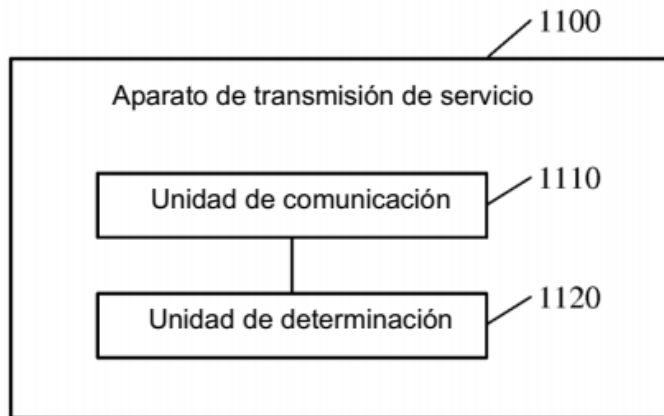 1100
Aparato de transmisión de servicio
1110
Unidad de comunicación
1120
Unidad de determinación